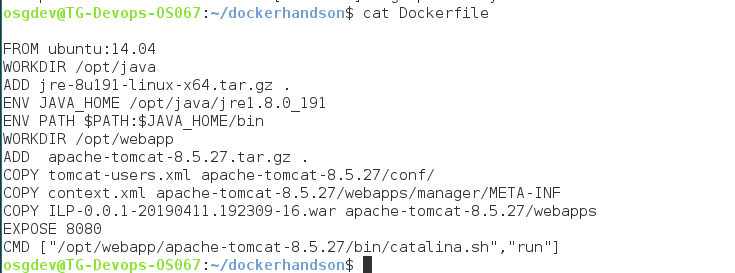 osgdev@TG-Devops-OS067:~/dockerhandson$ cat Dockerfile
FROM ubuntu:14.04
WORKDIR /opt/java
ADD jre-8u191-linux-x64.tar.gz .
ENV JAVA_HOME /opt/java/jre1.8.0_191
ENV PATH $PATH:$JAVA_HOME/bin
WORKDIR /opt/webapp
ADD  apache-tomcat-8.5.27.tar.gz .
COPY tomcat-users.xml apache-tomcat-8.5.27/conf/
COPY context.xml apache-tomcat-8.5.27/webapps/manager/META-INF
COPY ILP-0.0.1-20190411.192309-16.war apache-tomcat-8.5.27/webapps
EXPOSE 8080
CMD ["/opt/webapp/apache-tomcat-8.5.27/bin/catalina.sh","run"]
osgdev@TG-Devops-OS067:~/dockerhandson$